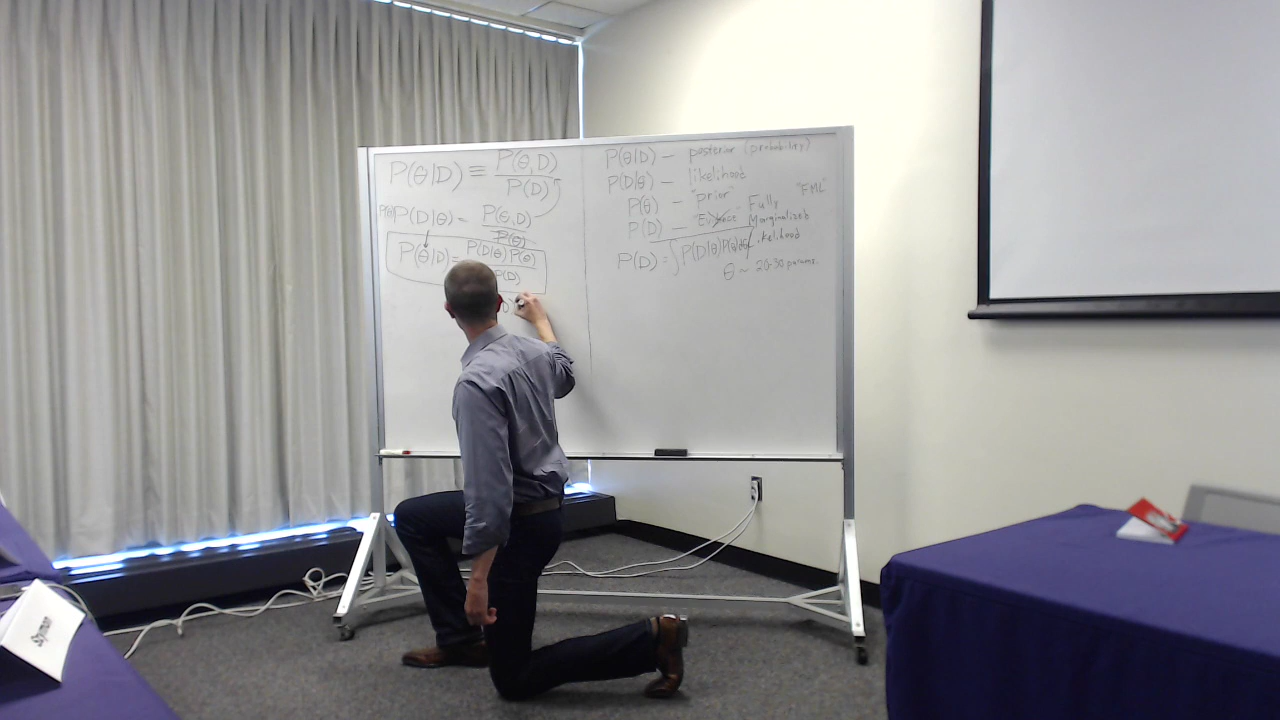 P(θ|D) ≡ P(θ,D) / P(D)
P(θ) P(D|θ) = P(θ,D) / P(θ)
P(θ|D) = P(D|θ) P(θ) / P(D)
P(θ|D) – posterior (probability)
P(D|θ) – likelihood
P(θ) – "prior" "FML"
P(D) – "Evidence" – Fully
Marginalized
likelihood
P(D) = ∫ P(D|θ) P(θ) dθ
θ ~ 20-30 params.